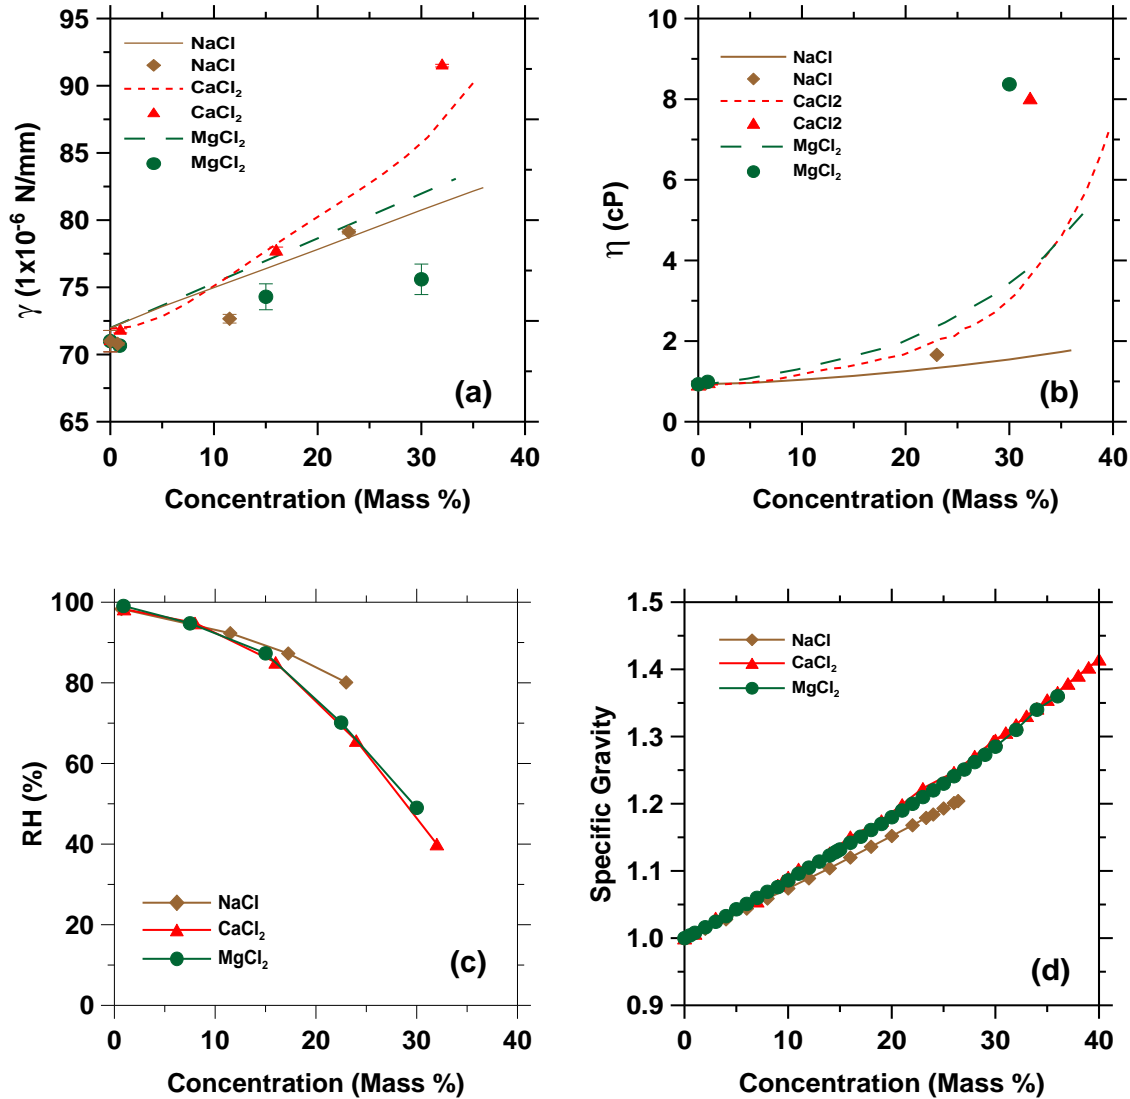 95
90
85
80
75
70
65
γ (1x10⁻⁶ N/mm)
NaCl
NaCl
CaCl₂
CaCl₂
MgCl₂
MgCl₂
(a)
0 10 20 30 40
Concentration (Mass %)
10
8
6
4
2
0
η (cP)
NaCl
NaCl
CaCl2
CaCl2
MgCl₂
MgCl₂
(b)
0 10 20 30 40
Concentration (Mass %)
100
80
60
40
20
0
RH (%)
NaCl
CaCl₂
MgCl₂
(c)
0 10 20 30 40
Concentration (Mass %)
1.5
1.4
1.3
1.2
1.1
1.0
0.9
Specific Gravity
NaCl
CaCl₂
MgCl₂
(d)
0 10 20 30 40
Concentration (Mass %)